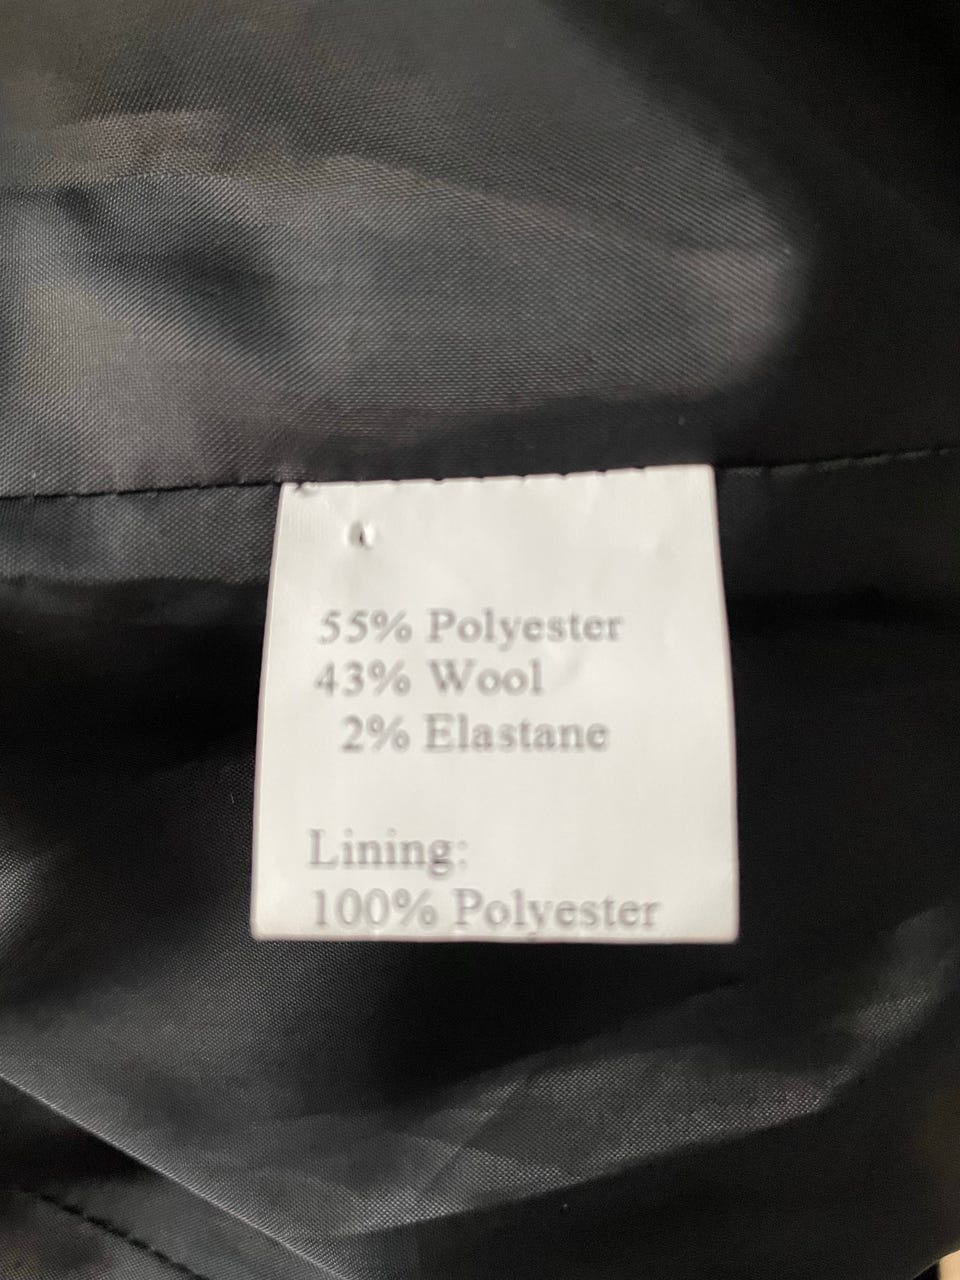 55% Polyester
43% Wool
2% Elastane
Lining:
100% Polyester